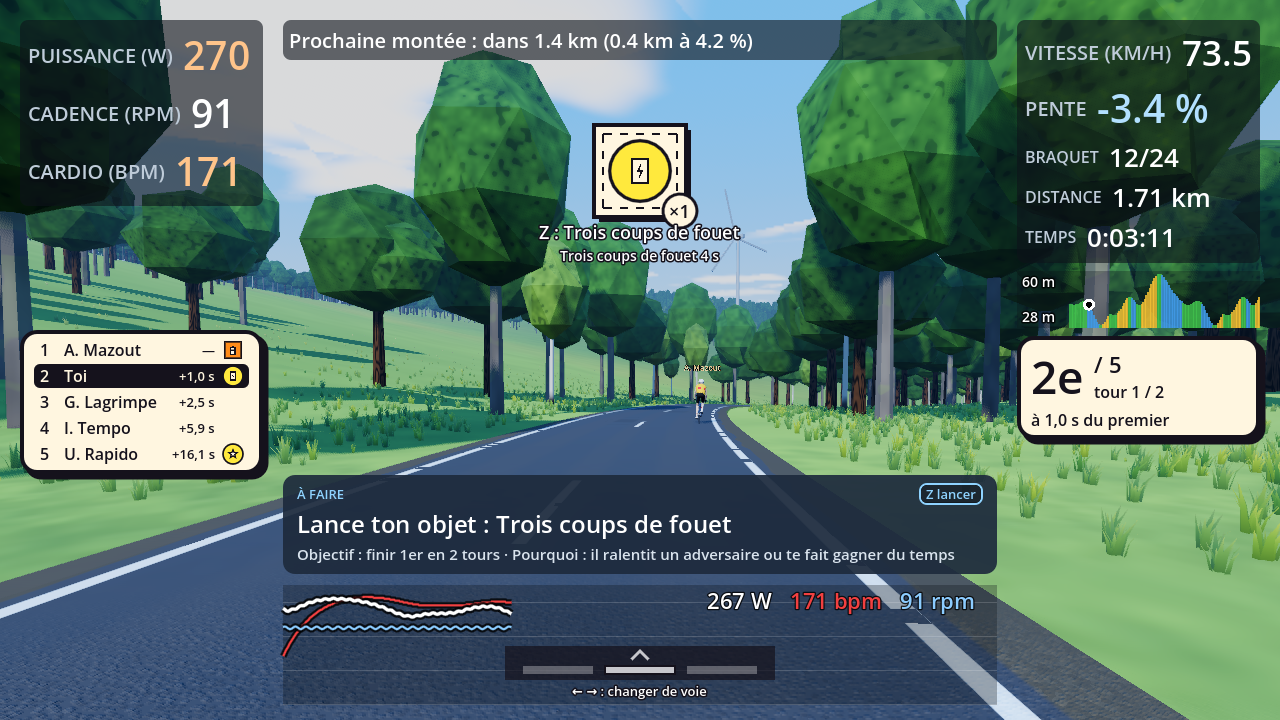 PUISSANCE (W) 270
CADENCE (RPM) 91
CARDIO (BPM) 171
Prochaine montée : dans 1.4 km (0.4 km à 4.2 %)
VITESSE (KM/H) 73.5
PENTE -3.4 %
BRAQUET 12/24
DISTANCE 1.71 km
TEMPS 0:03:11
60 m
28 m
×1
Z : Trois coups de fouet
Trois coups de fouet 4 s
A. Mazout
1 A. Mazout —
2 Toi +1,0 s
3 G. Lagrimpe +2,5 s
4 I. Tempo +5,9 s
5 U. Rapido +16,1 s
2e / 5
tour 1 / 2
à 1,0 s du premier
À FAIRE
Z lancer
Lance ton objet : Trois coups de fouet
Objectif : finir 1er en 2 tours · Pourquoi : il ralentit un adversaire ou te fait gagner du temps
267 W 171 bpm 91 rpm
← → : changer de voie